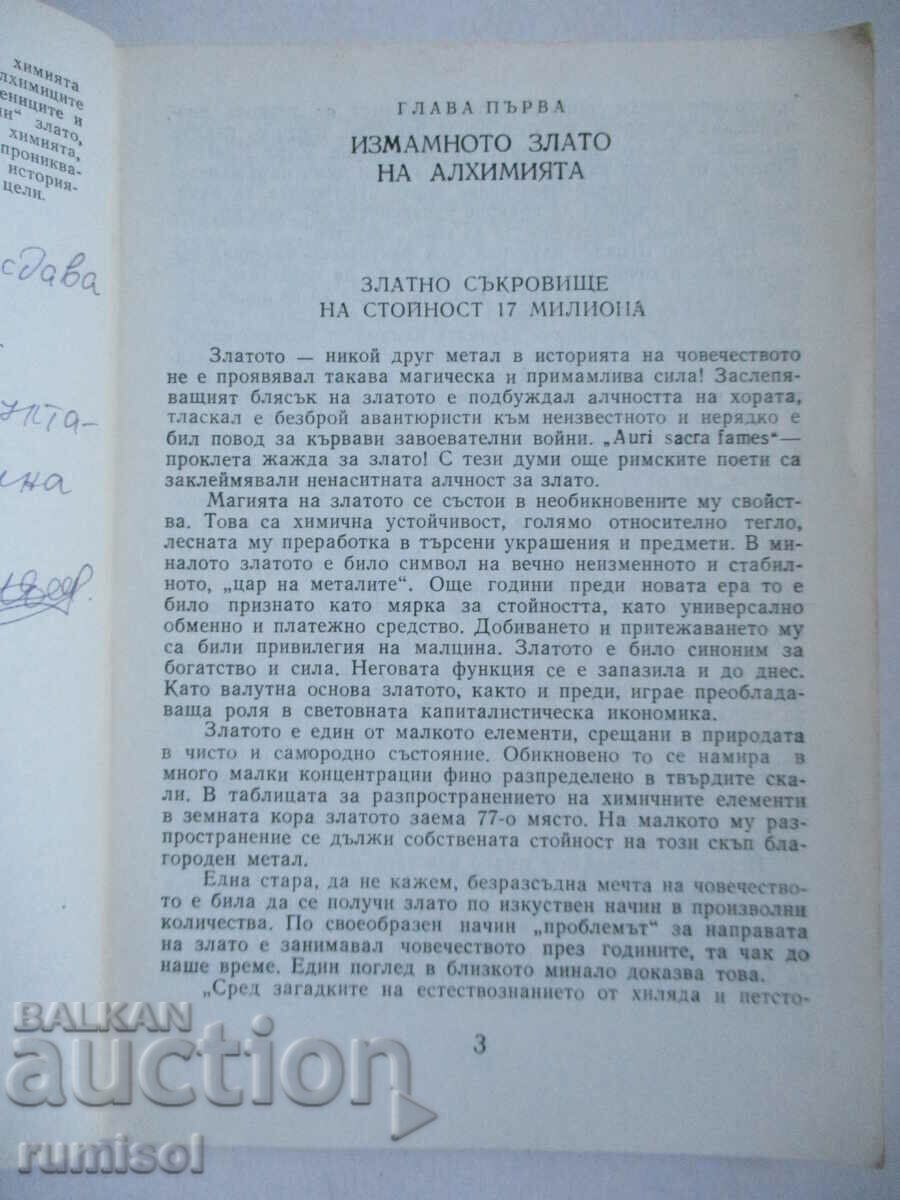 химията
лхимиците
ениците и
ни“ злато,
химията,
прониква-
история-
цели.
сдава
упта-
на
ГЛАВА ПЪРВА
ИЗМАМНОТО ЗЛАТО
НА АЛХИМИЯТА
ЗЛАТНО СЪКРОВИЩЕ
НА СТОЙНОСТ 17 МИЛИОНА
Златото — никой друг метал в историята на човечеството
не е проявявал такава магическа и примамлива сила! Заслепя-
ващият блясък на златото е подбуждал алчността на хората,
тласкал е безброй авантюристи към неизвестното и нерядко е
бил повод за кървави завоевателни войни. „Auri sacra fames“—
проклета жажда за злато! С тези думи още римските поети са
заклеймявали ненаситната алчност за злато.
Магията на златото се състои в необикновените му свойст-
ва. Това са химична устойчивост, голямо относително тегло,
лесната му преработка в търсени украшения и предмети. В ми-
налото златото е било символ на вечно неизменното и стабил-
ното, „цар на металите“. Още години преди новата ера то е
било признато като мярка за стойността, като универсално
обменно и платежно средство. Добиването и притежаването му
са били привилегия на малцина. Златото е било синоним за
богатство и сила. Неговата функция се е запазила и до днес.
Като валутна основа златото, както и преди, играе преоблада-
ваща роля в световната капиталистическа икономика.
Златото е един от малкото елементи, срещани в природата
в чисто и самородно състояние. Обикновено то се намира в
много малки концентрации фино разпределено в твърдите ска-
ли. В таблицата за разпространението на химичните елементи
в земната кора златото заема 77-о място. На малкото му раз-
пространение се дължи собствената стойност на този скъп бла-
городен метал.
Една стара, да не кажем, безразсъдна мечта на човечество-
то е била да се получи злато по изкуствен начин в произволни
количества. По своеобразен начин „проблемът“ за направата
на злато е занимавал човечеството през годините, та чак до
наше време. Един поглед в близкото минало доказва това.
„Сред загадките на естествознанието от хиляда и петсто-
3
BALKAN
auction
rumisol